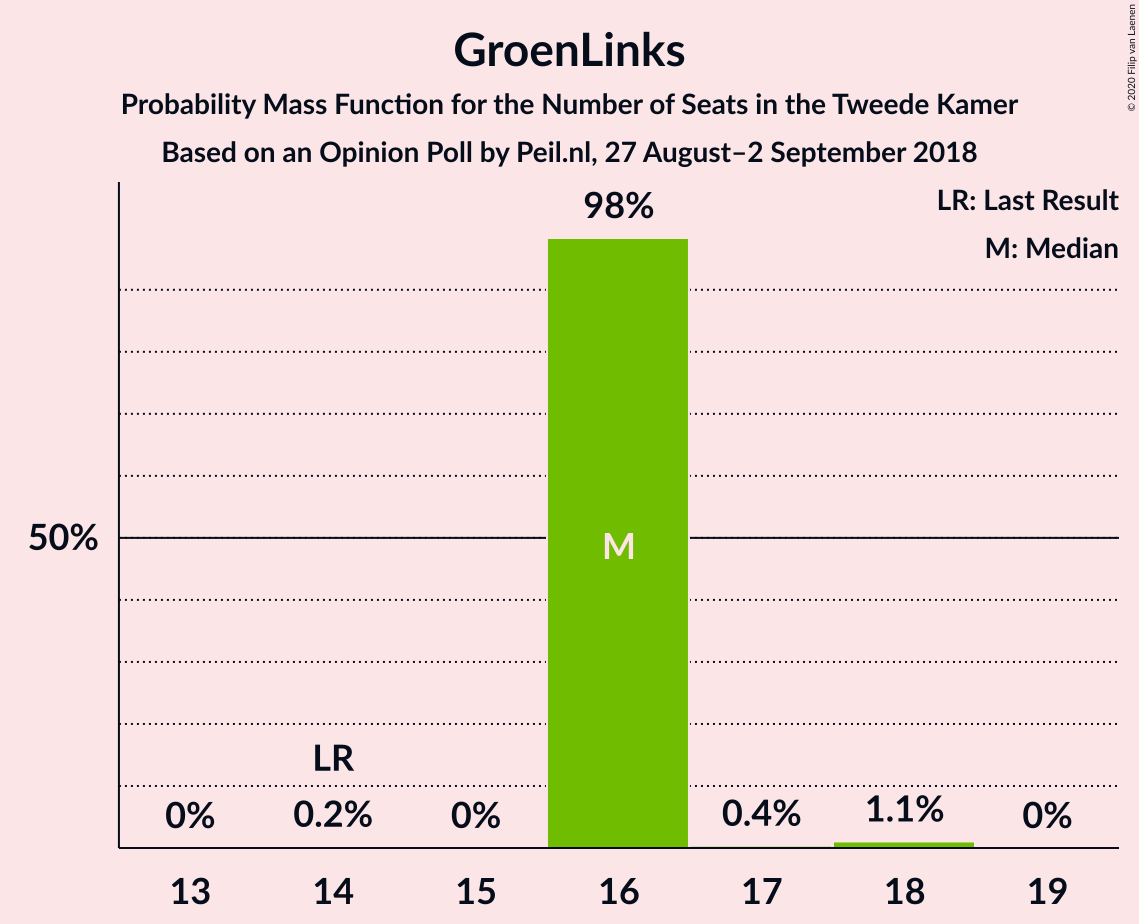 GroenLinks
Probability Mass Function for the Number of Seats in the Tweede Kamer
Based on an Opinion Poll by Peil.nl, 27 August–2 September 2018
© 2020 Filip van Laenen
LR: Last Result
M: Median
98%
50%
M
LR
0%
0.2%
0%
0.4%
1.1%
0%
13
14
15
16
17
18
19